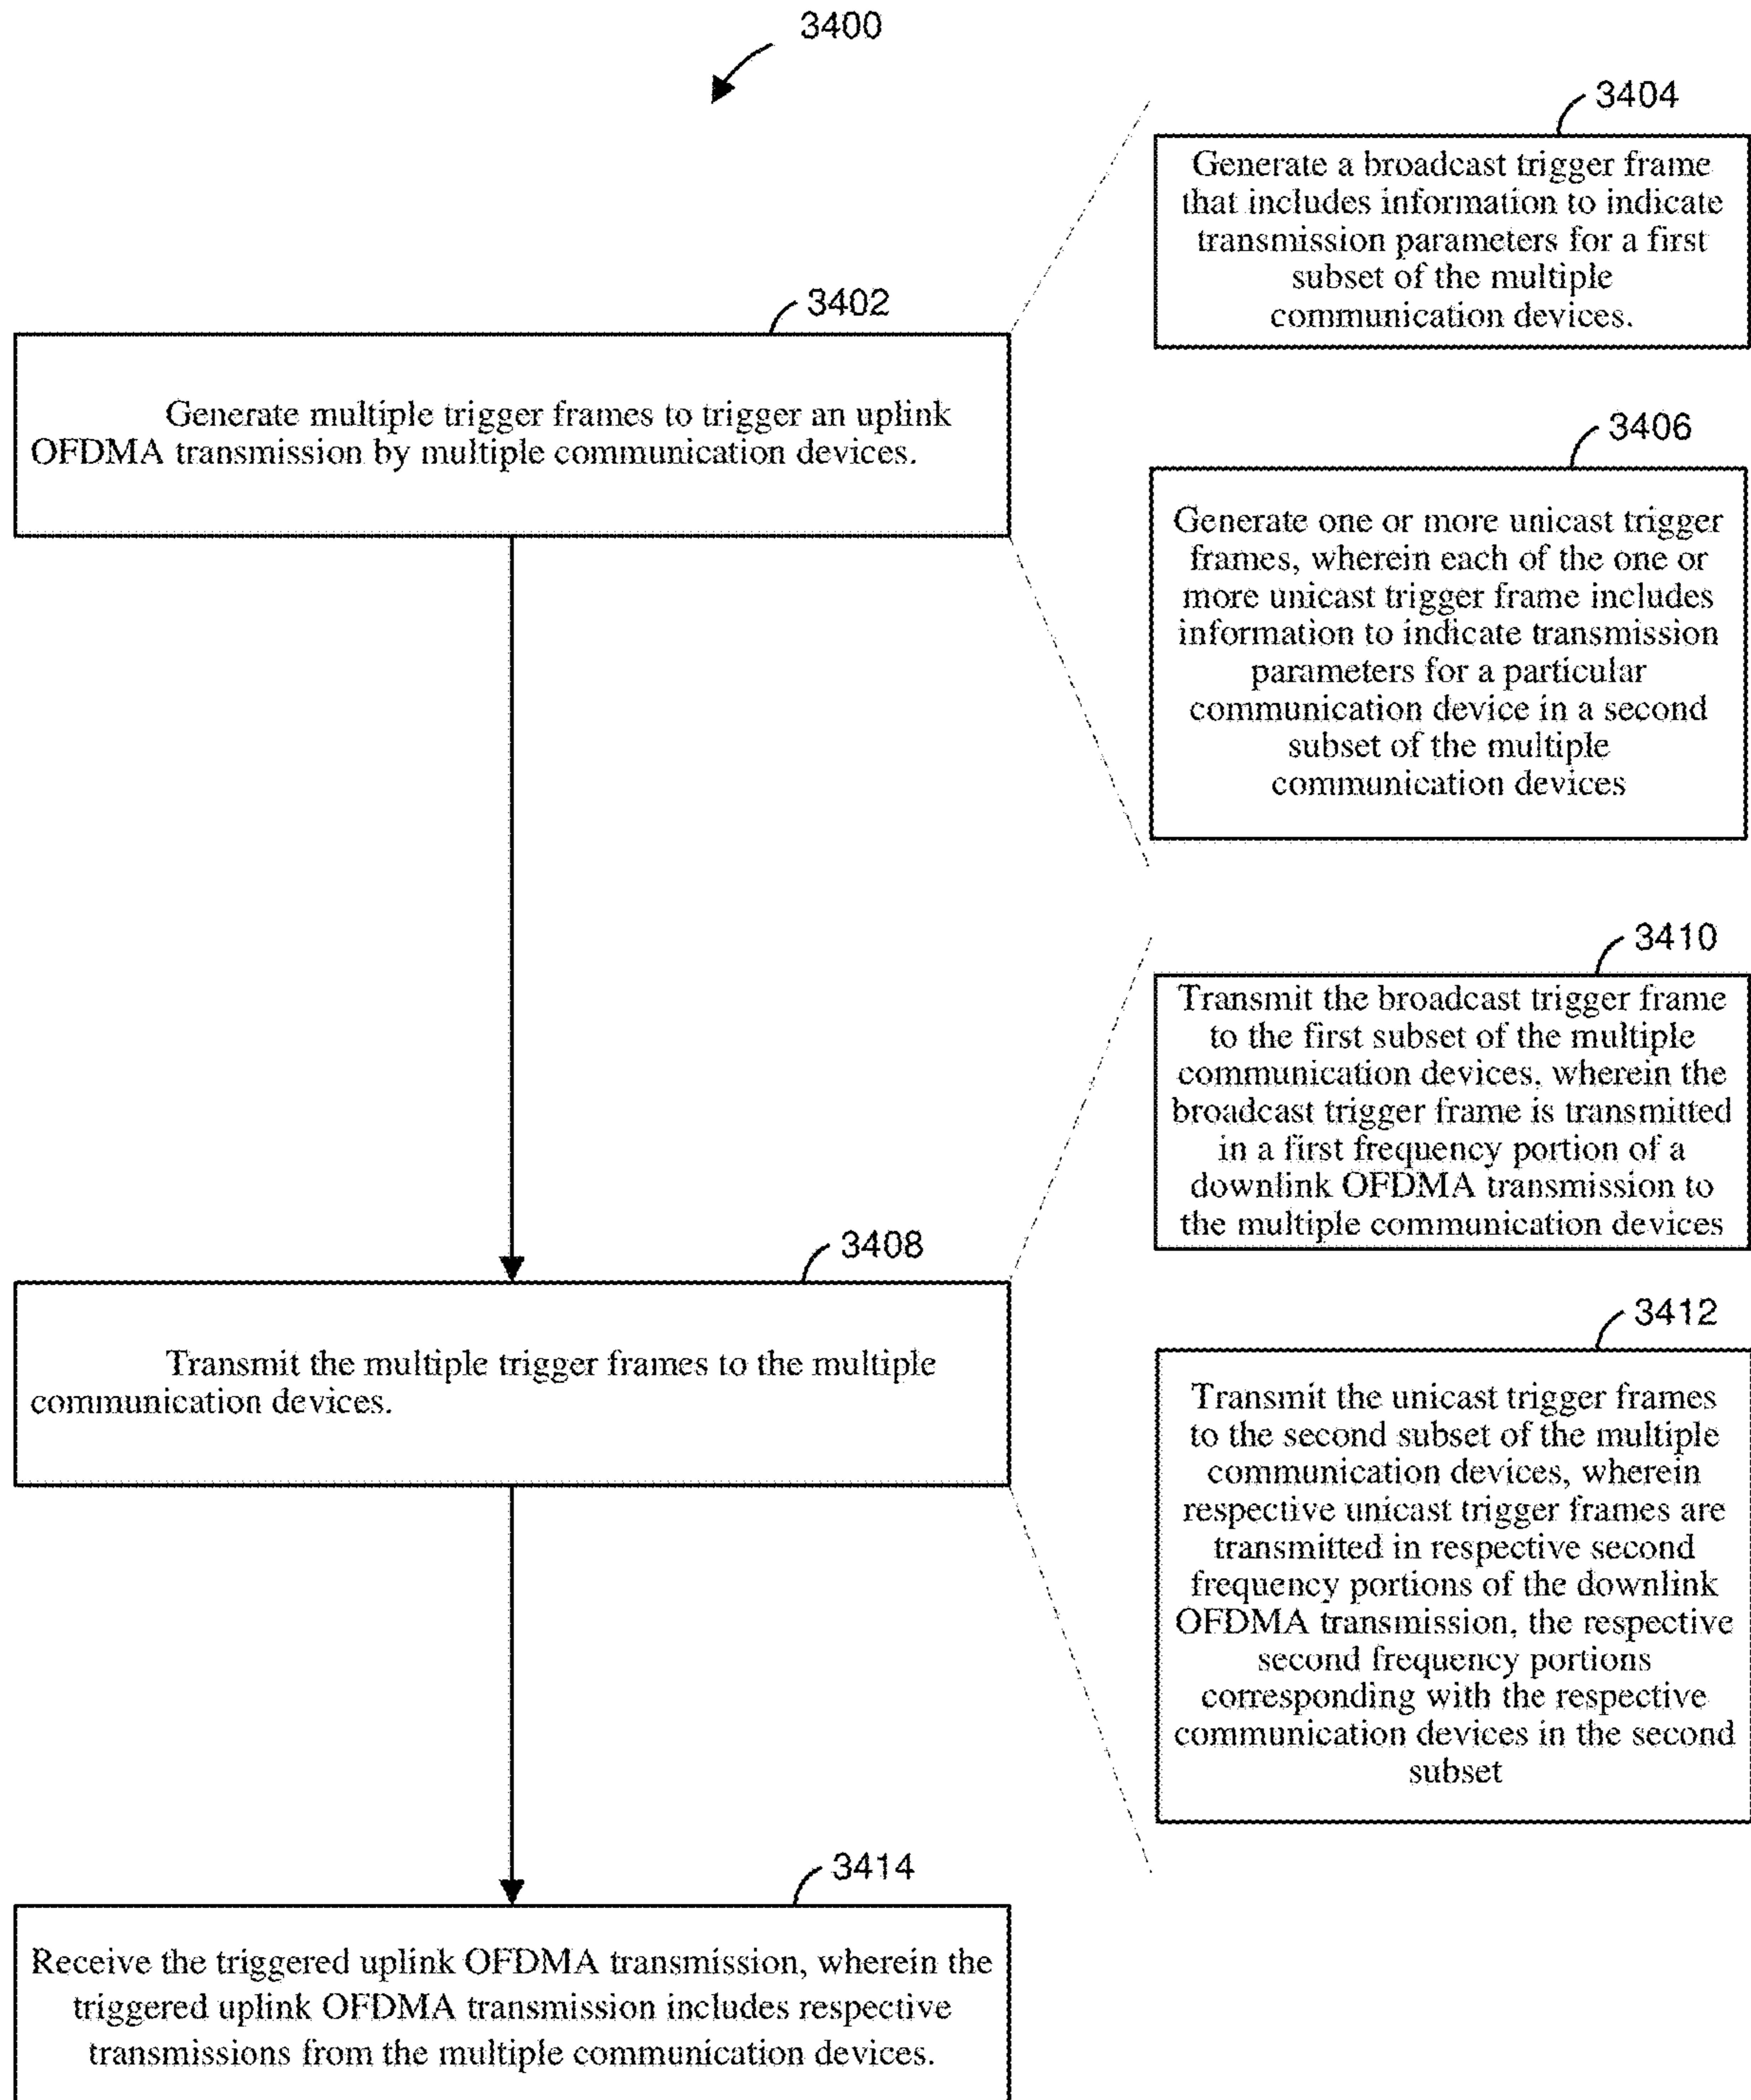 3400
3404
Generate a broadcast trigger frame
that includes information to indicate
transmission parameters for a first
subset of the multiple
communication devices.
3402
Generate multiple trigger frames to trigger an uplink
OFDMA transmission by multiple communication devices.
3406
Generate one or more unicast trigger
frames, wherein each of the one or
more unicast trigger frame includes
information to indicate transmission
parameters for a particular
communication device in a second
subset of the multiple
communication devices
3410
Transmit the broadcast trigger frame
to the first subset of the multiple
communication devices, wherein the
broadcast trigger frame is transmitted
in a first frequency portion of a
downlink OFDMA transmission to
the multiple communication devices
3408
Transmit the multiple trigger frames to the multiple
communication devices.
3412
Transmit the unicast trigger frames
to the second subset of the multiple
communication devices, wherein
respective unicast trigger frames are
transmitted in respective second
frequency portions of the downlink
OFDMA transmission, the respective
second frequency portions
corresponding with the respective
communication devices in the second
subset
3414
Receive the triggered uplink OFDMA transmission, wherein the
triggered uplink OFDMA transmission includes respective
transmissions from the multiple communication devices.